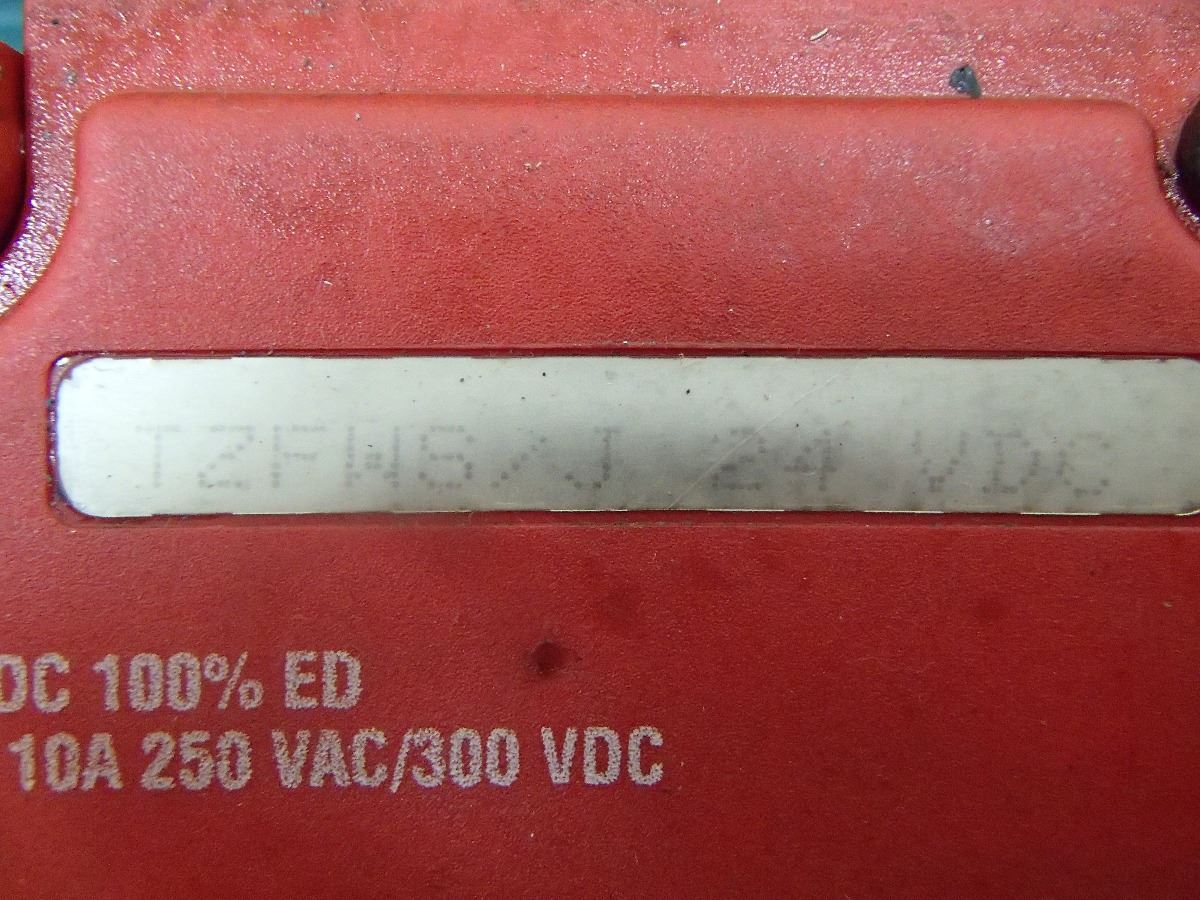 TZFW6/J 24 VDC
DC 100% ED
10A 250 VAC/300 VDC